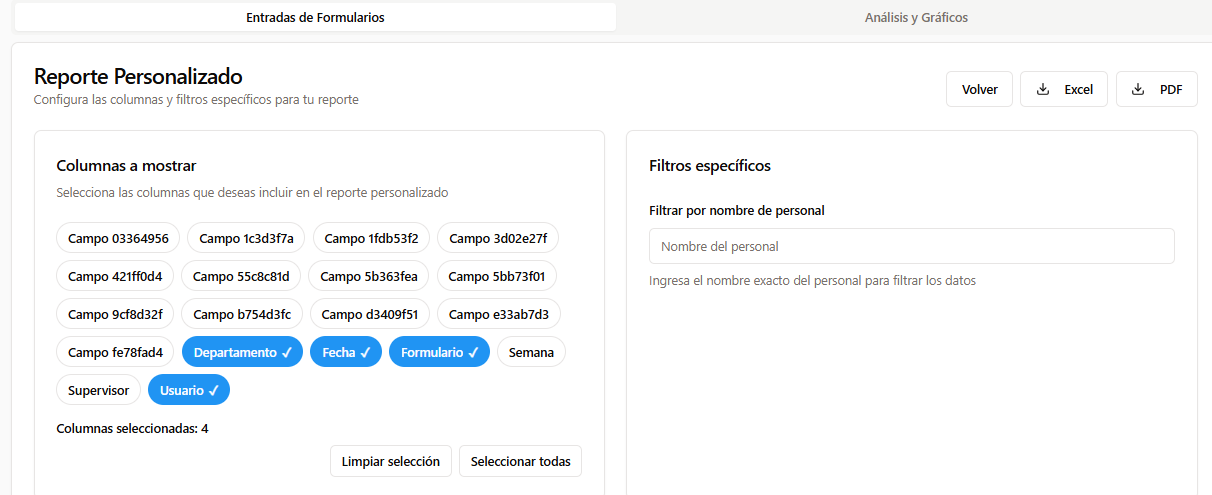 Entradas de Formularios
Análisis y Gráficos
Reporte Personalizado
Configura las columnas y filtros específicos para tu reporte
Volver
Excel
PDF
Columnas a mostrar
Selecciona las columnas que deseas incluir en el reporte personalizado
Campo 03364956
Campo 1c3d3f7a
Campo 1fdb53f2
Campo 3d02e27f
Campo 421ff0d4
Campo 55c8c81d
Campo 5b363fea
Campo 5bb73f01
Campo 9cf8d32f
Campo b754d3fc
Campo d3409f51
Campo e33ab7d3
Campo fe78fad4
Departamento ✓
Fecha ✓
Formulario ✓
Semana
Supervisor
Usuario ✓
Columnas seleccionadas: 4
Limpiar selección
Seleccionar todas
Filtros específicos
Filtrar por nombre de personal
Nombre del personal
Ingresa el nombre exacto del personal para filtrar los datos